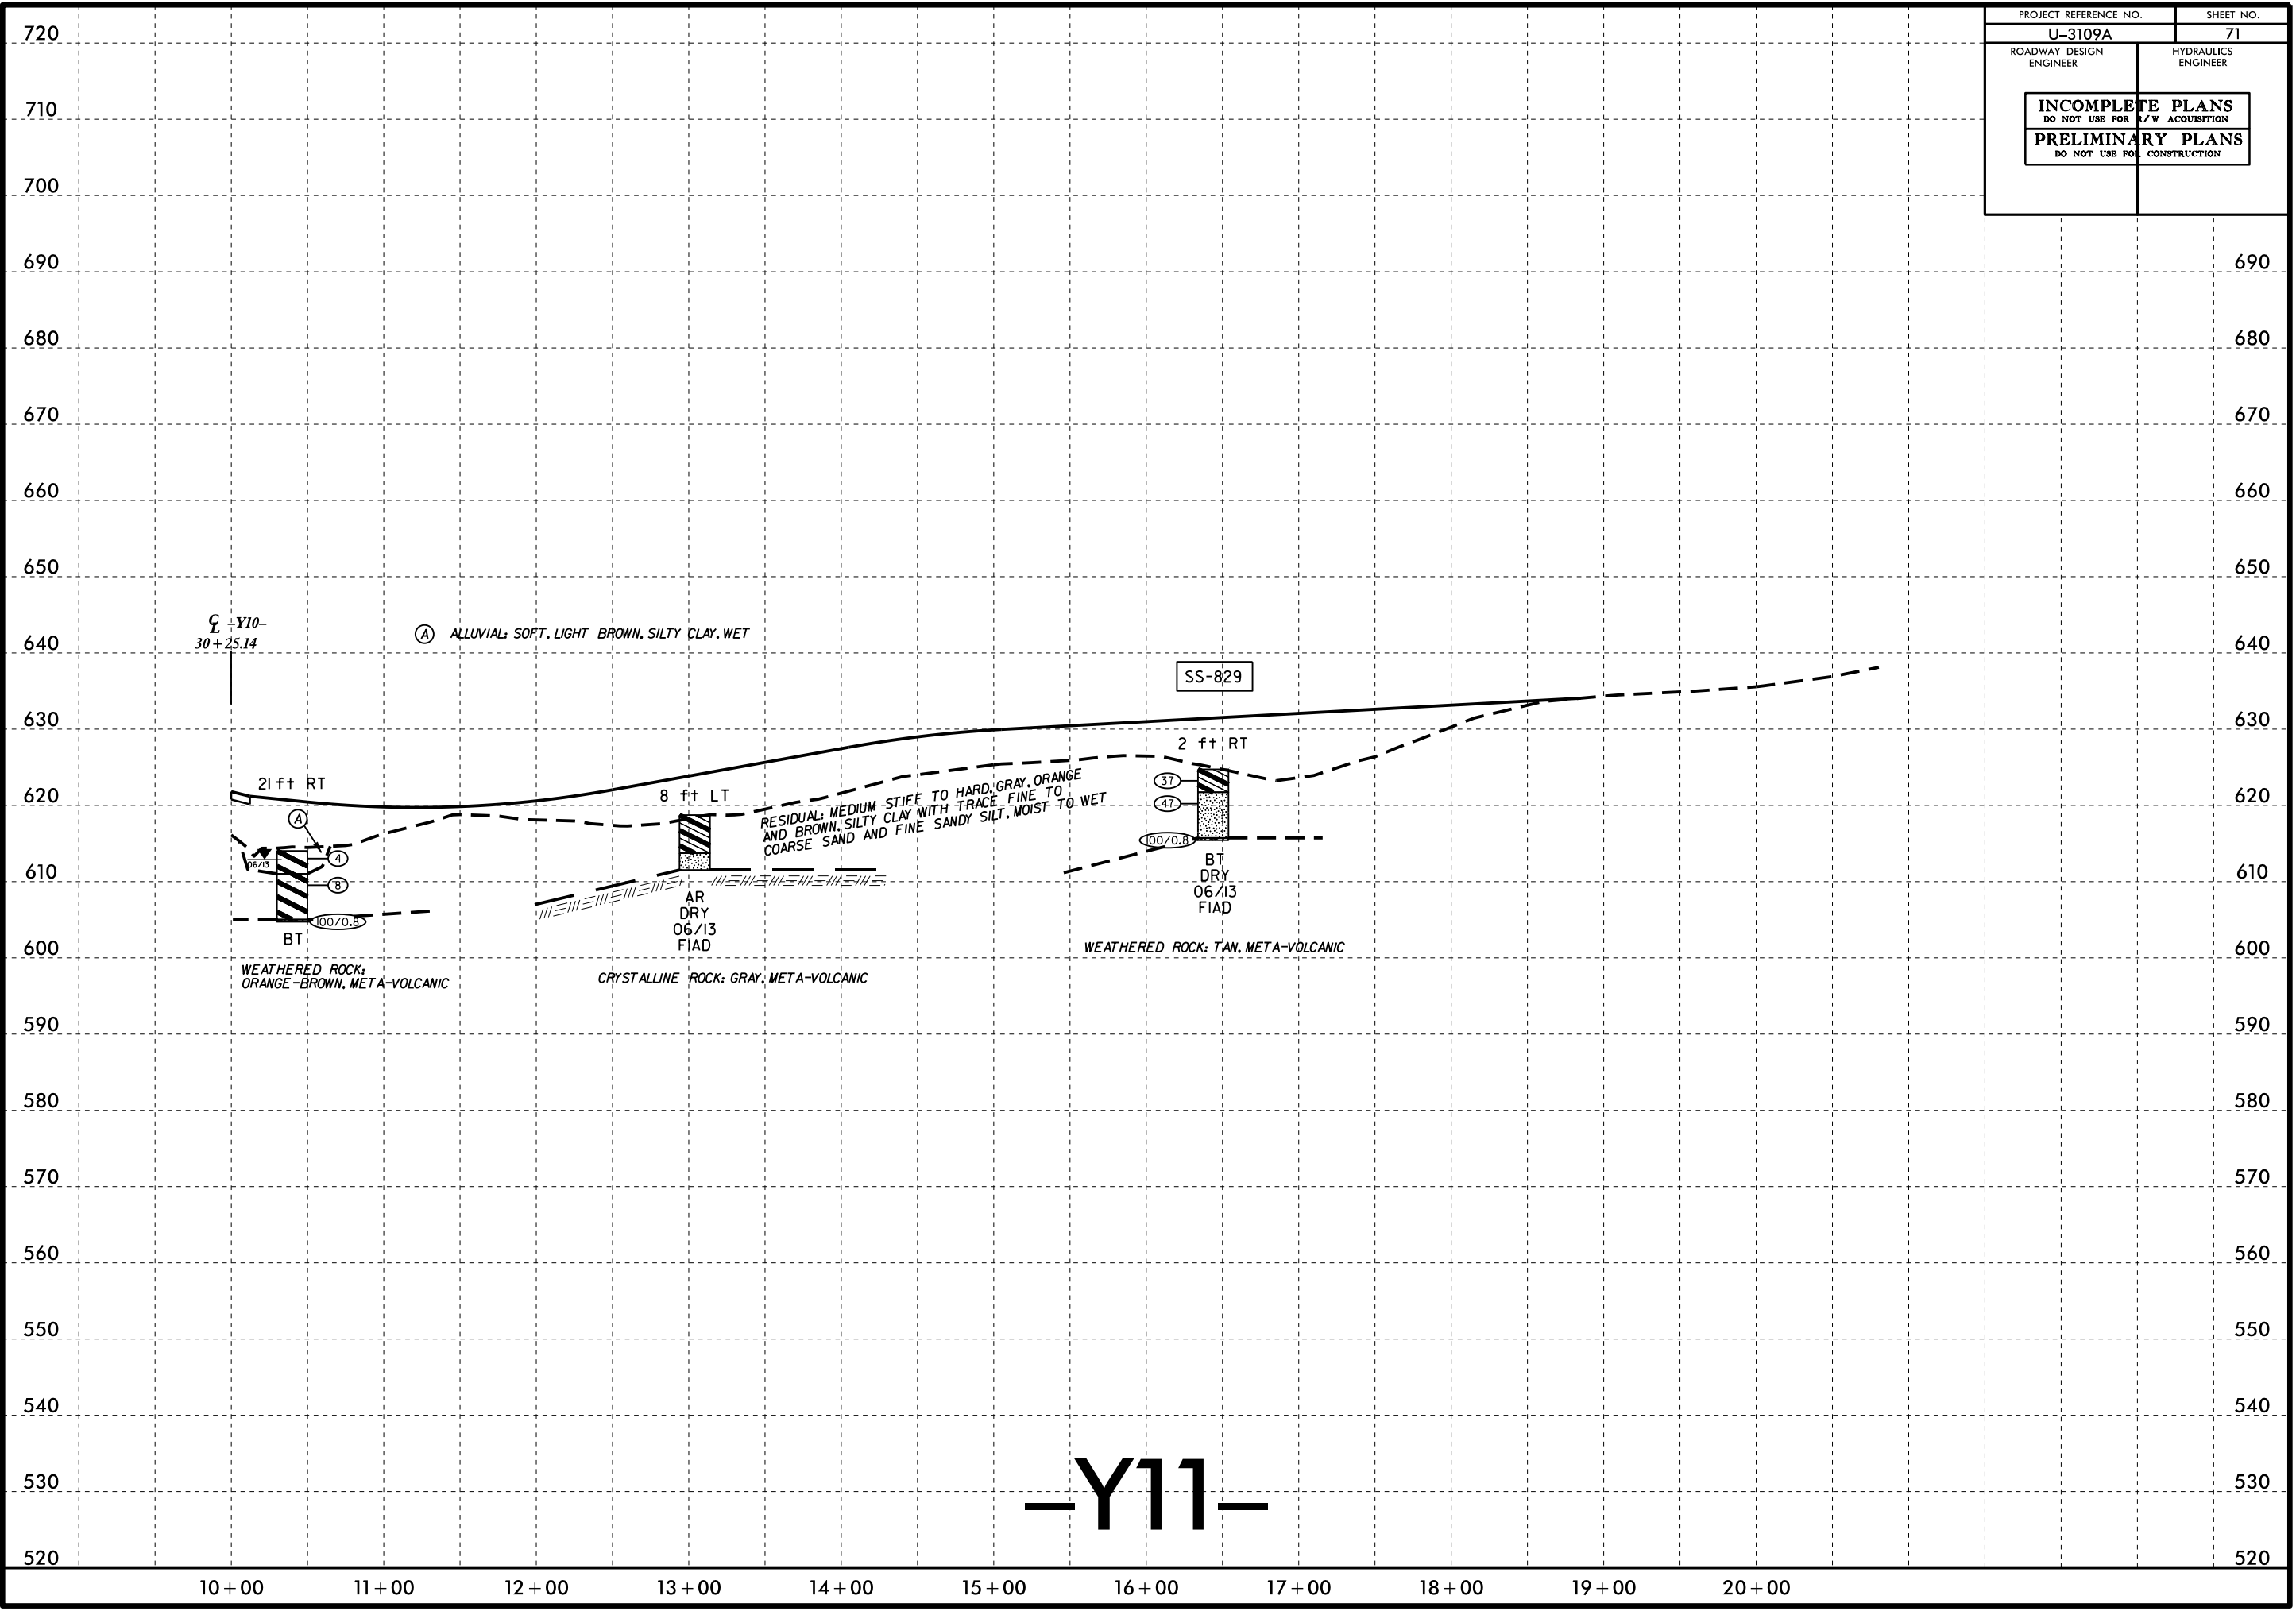 PROJECT REFERENCE NO. SHEET NO.
U–3109A 71
ROADWAY DESIGN ENGINEER
HYDRAULICS ENGINEER
INCOMPLETE PLANS
DO NOT USE FOR R/W ACQUISITION
PRELIMINARY PLANS
DO NOT USE FOR CONSTRUCTION
720
710
700
690 690
680 680
670 670
660 660
650 650
640 640
630 630
620 620
610 610
600 600
590 590
580 580
570 570
560 560
550 550
540 540
530 530
520 520
℄ –Y10–
30+25.14
A ALLUVIAL: SOFT, LIGHT BROWN, SILTY CLAY, WET
SS-829
21 ft RT
A
06/13
4
8
100/0.8
BT
WEATHERED ROCK:
ORANGE-BROWN, META-VOLCANIC
8 ft LT
AR
DRY
06/13
FIAD
CRYSTALLINE ROCK: GRAY, META-VOLCANIC
RESIDUAL: MEDIUM STIFF TO HARD, GRAY, ORANGE
AND BROWN, SILTY CLAY WITH TRACE FINE TO
COARSE SAND AND FINE SANDY SILT, MOIST TO WET
2 ft RT
37
47
100/0.8
BT
DRY
06/13
FIAD
WEATHERED ROCK: TAN, META-VOLCANIC
–Y11–
10+00 11+00 12+00 13+00 14+00 15+00 16+00 17+00 18+00 19+00 20+00